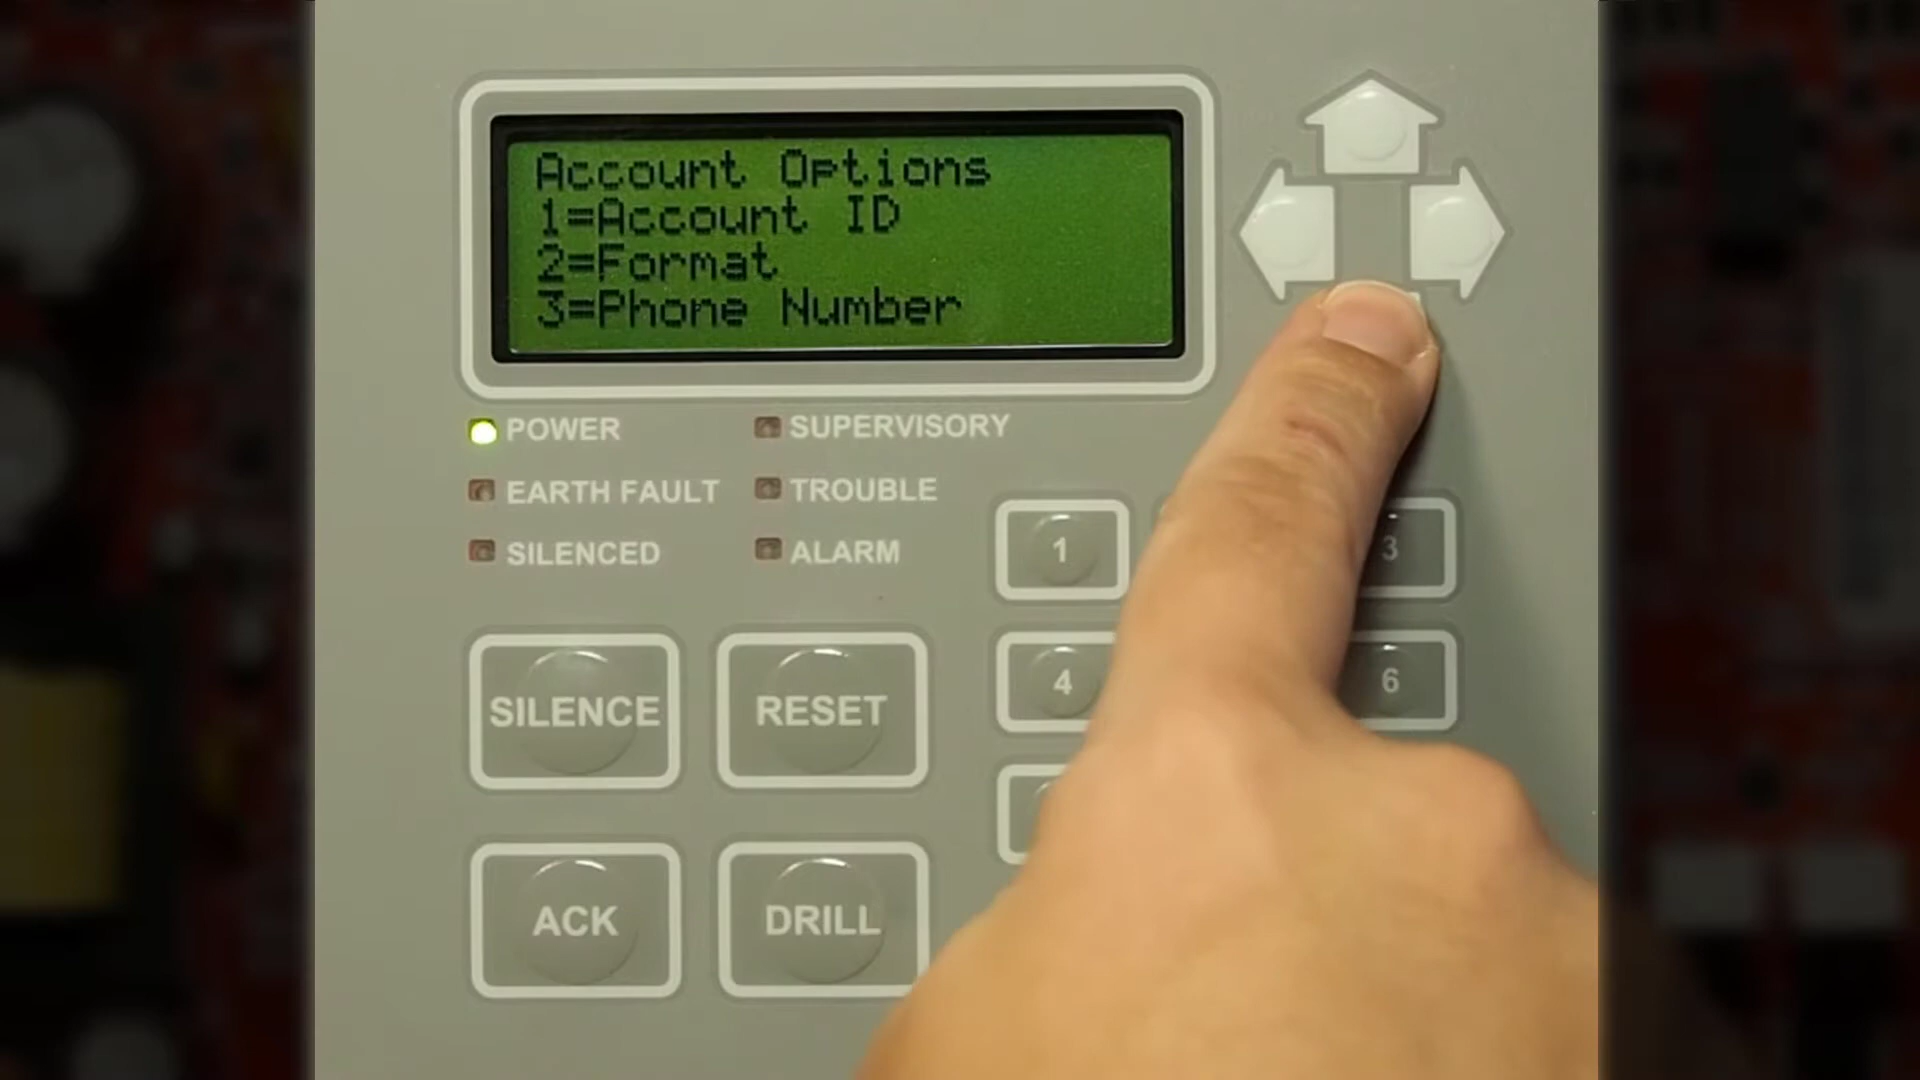 Account Options
1=Account ID
2=Format
3=Phone Number
POWER
SUPERVISORY
EARTH FAULT
TROUBLE
SILENCED
ALARM
1
3
SILENCE
RESET
4
6
ACK
DRILL